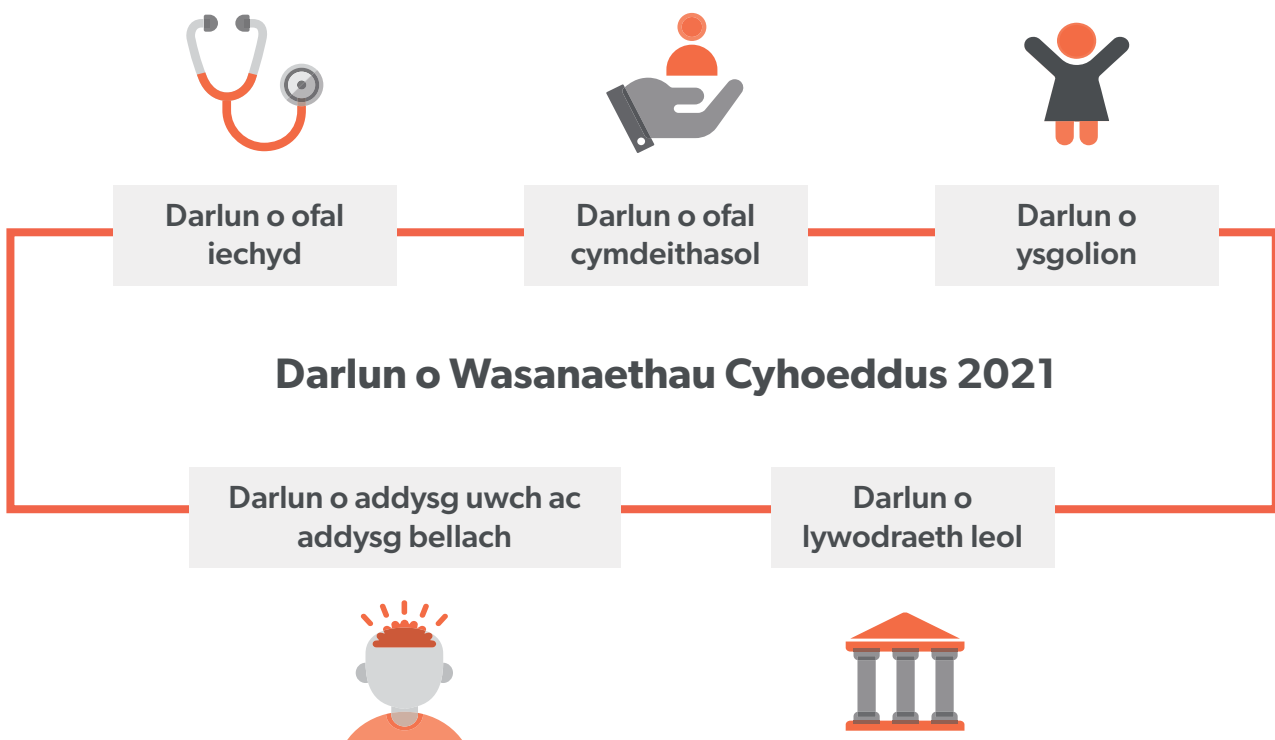 Darlun o ofal
iechyd
Darlun o ofal
cymdeithasol
Darlun o
ysgolion
Darlun o Wasanaethau Cyhoeddus 2021
Darlun o addysg uwch ac
addysg bellach
Darlun o
lywodraeth leol